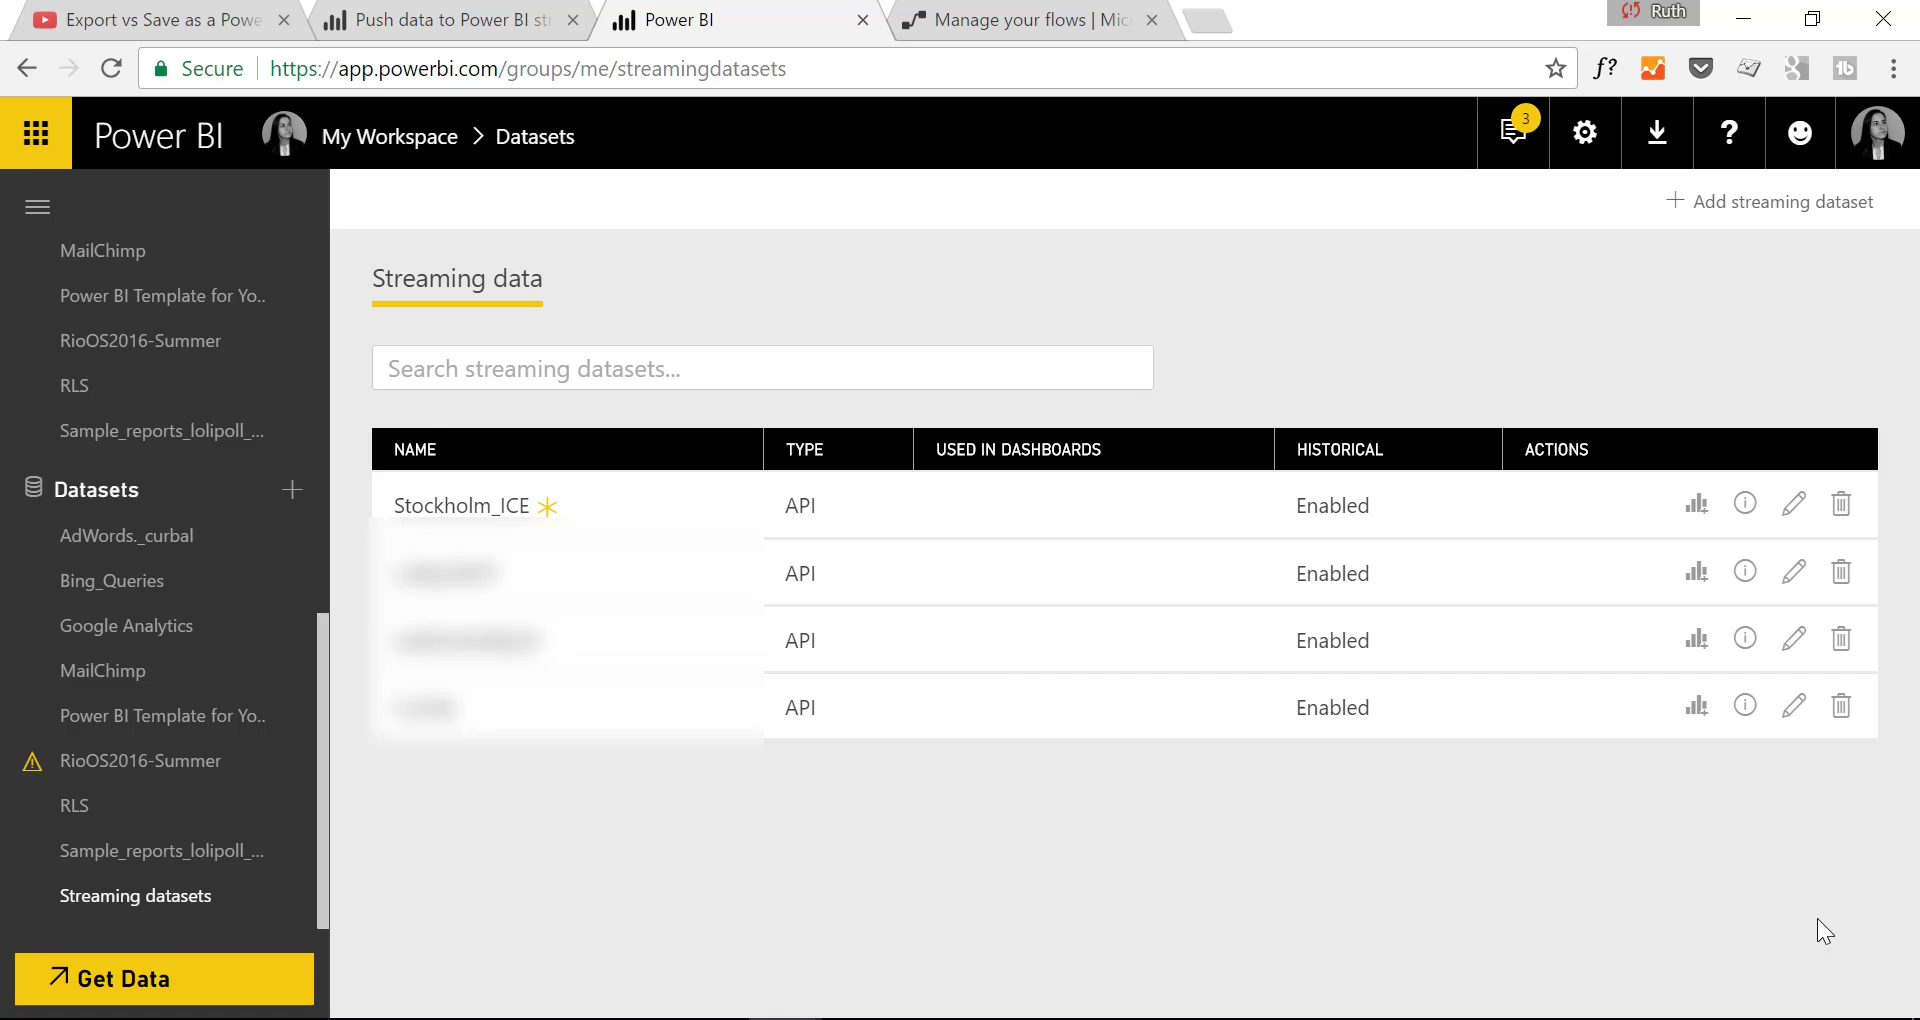 Export vs Save as a Powe
Push data to Power BI st
Power BI
Manage your flows | Mic
Ruth
Secure
https://app.powerbi.com/groups/me/streamingdatasets
f?
Power BI
My Workspace > Datasets
3
?
+ Add streaming dataset
MailChimp
Power BI Template for Yo..
RioOS2016-Summer
RLS
Sample_reports_lolipoll_...
Datasets +
AdWords._curbal
Bing_Queries
Google Analytics
MailChimp
Power BI Template for Yo..
RioOS2016-Summer
RLS
Sample_reports_lolipoll_...
Streaming datasets
Get Data
Streaming data
Search streaming datasets...
NAME TYPE USED IN DASHBOARDS HISTORICAL ACTIONS
Stockholm_ICE API Enabled
API Enabled
API Enabled
API Enabled